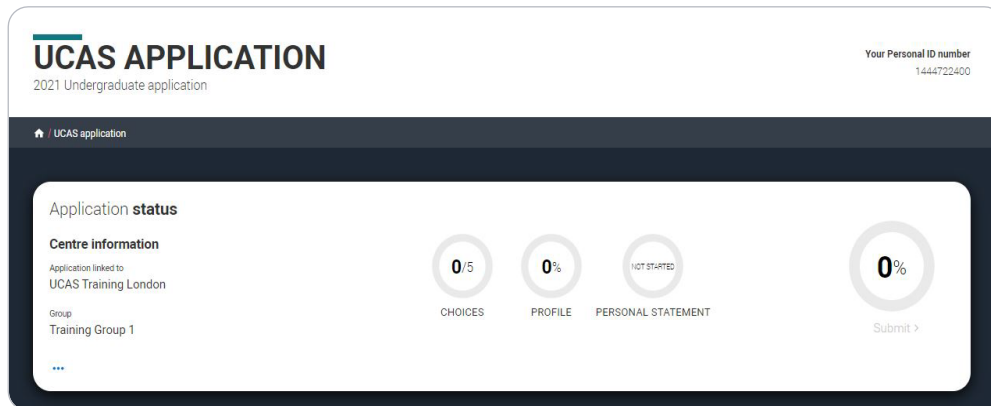 UCAS APPLICATION
2021 Undergraduate application
Your Personal ID number
1444722400
/ UCAS application
Application status
Centre information
Application linked to
UCAS Training London
Group
Training Group 1
...
0/5
CHOICES
0%
PROFILE
NOT STARTED
PERSONAL STATEMENT
0%
Submit >